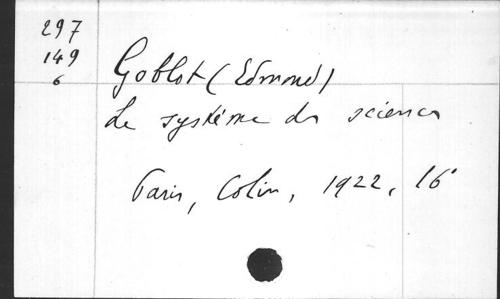 297
149
6
Goblot (Edmond)
Le système des sciences
Paris, Colin, 1922, 16°